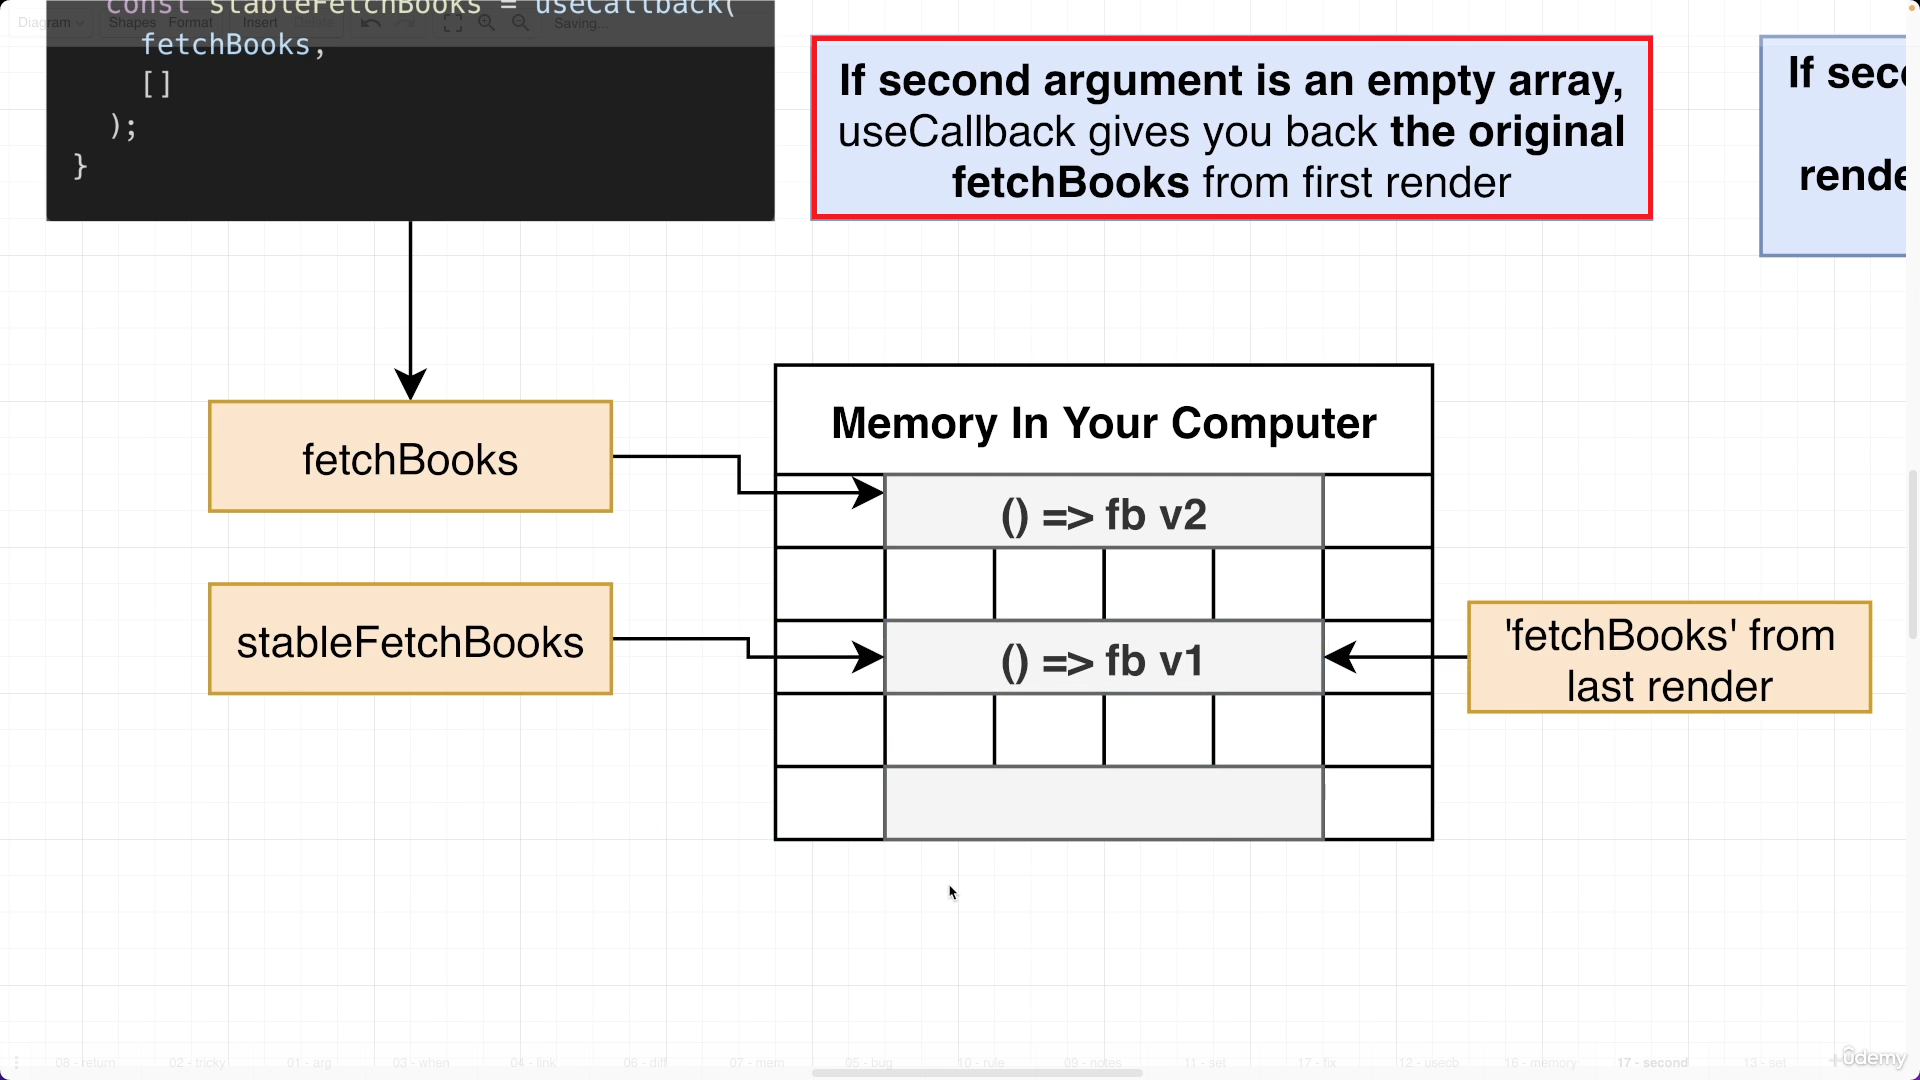 const stableFetchBooks = useCallback(
Diagram Shapes Format Insert Delete Saving...
fetchBooks,
[]
);
}
If second argument is an empty array,
useCallback gives you back the original
fetchBooks from first render
If seco
rende
Memory In Your Computer
fetchBooks
() => fb v2
stableFetchBooks
() => fb v1
'fetchBooks' from
last render
08 - return 02 - tricky 01 - arg 03 - when 04 - link 06 - diff 07 - mem 05 - bug 10 - rule 09 - notes 11 - set 17 - fix 12 - usecb 16 - memory 17 - second 13 - set
ûdemy